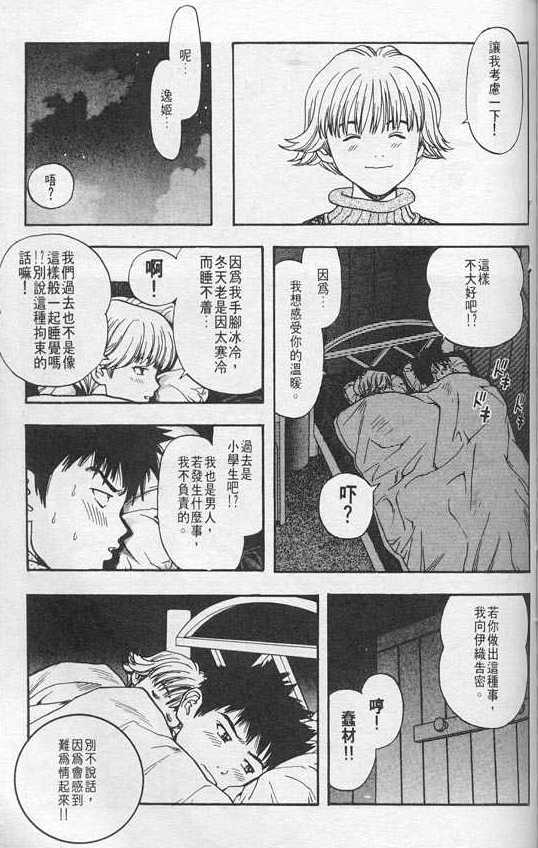 讓我考慮一下！
呢⋯
逸姬⋯
唔？
這樣
不大好吧!?
因為⋯
我想感受你的溫暖。
ドキ
ドキ
吓？
因為我手腳冰冷，
冬天老是因太寒冷
而睡不着⋯
啊！
我們過去也不是像
這樣般一起睡覺嗎
!?別說這種拘束的
話嘛！
過去是
小學生吧!?
我也是男人，
若發生什麼事，
我不負責的。
若你做出這種事，
我向伊織告密。
哼！
蠢材!!
別不說話，
因為會感到
難為情起來!!